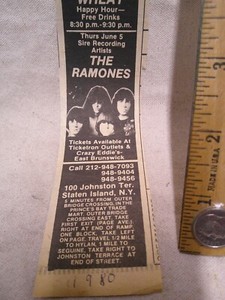 WHEAT
Happy Hour—
Free Drinks
8:30 p.m.-9:30 p.m.
Thurs June 5
Sire Recording
Artists
THE
RAMONES
Tickets Available At
Ticketron Outlets &
Crazy Eddie's-
East Brunswick
Call 212-948-7093
948-9404
948-9456
100 Johnston Ter.
Staten Island, N.Y.
5 MINUTES FROM OUTER
BRIDGE CROSSING, IN THE
PRINCE'S BAY TRADE
MART. OUTER BRIDGE
CROSSING EAST. TAKE
FIRST EXIT (PAGE AVE)
RIGHT AT END OF RAMP.
ONE BLOCK, TAKE LEFT
ON PAGE. TRAVEL 1/2 MILE
TO HYLAN, 1 MILE TO
SEGUINE. TAKE RIGHT TO
JOHNSTON TERRACE AT
END OF STREET.
1980
1
2
3